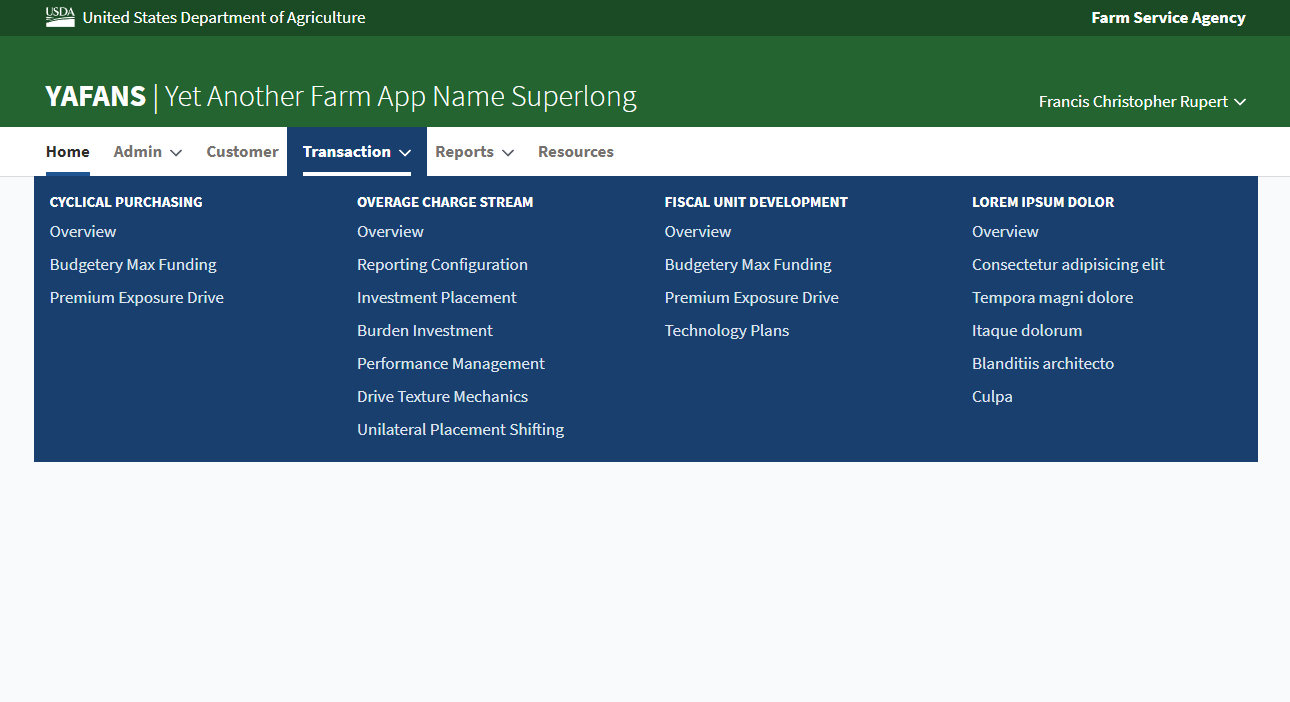 USDA United States Department of Agriculture
Farm Service Agency
YAFANS | Yet Another Farm App Name Superlong
Francis Christopher Rupert
Home Admin Customer Transaction Reports Resources
CYCLICAL PURCHASING
Overview
Budgetery Max Funding
Premium Exposure Drive
OVERAGE CHARGE STREAM
Overview
Reporting Configuration
Investment Placement
Burden Investment
Performance Management
Drive Texture Mechanics
Unilateral Placement Shifting
FISCAL UNIT DEVELOPMENT
Overview
Budgetery Max Funding
Premium Exposure Drive
Technology Plans
LOREM IPSUM DOLOR
Overview
Consectetur adipisicing elit
Tempora magni dolore
Itaque dolorum
Blanditiis architecto
Culpa